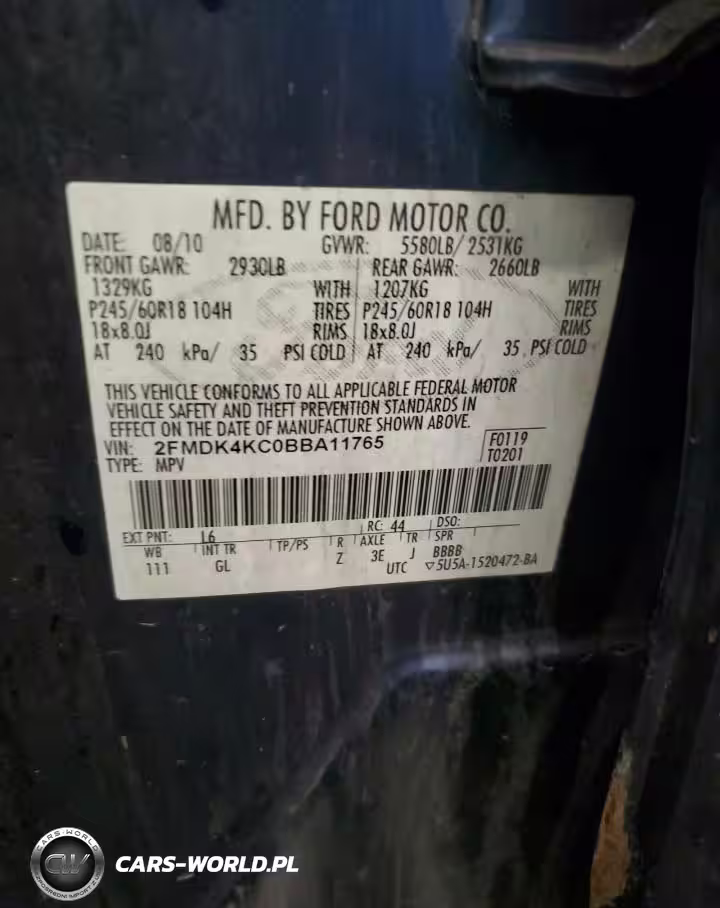 MFD. BY FORD MOTOR CO.
DATE: 08/10 GVWR: 5580LB/ 2531KG
FRONT GAWR: 2930LB REAR GAWR: 2660LB
1329KG WITH 1207KG WITH
P245/60R18 104H TIRES P245/60R18 104H TIRES
18x8.0J RIMS 18x8.0J RIMS
AT 240 kPa/ 35 PSI COLD AT 240 kPa/ 35 PSI COLD
THIS VEHICLE CONFORMS TO ALL APPLICABLE FEDERAL MOTOR
VEHICLE SAFETY AND THEFT PREVENTION STANDARDS IN
EFFECT ON THE DATE OF MANUFACTURE SHOWN ABOVE.
VIN: 2FMDK4KC0BBA11765 F0119
TYPE: MPV T0201
EXT PNT: L6 RC: 44 DSO:
WB INT TR TP/PS R AXLE TR SPR
111 GL Z 3E J BBBB
UTC ▽5U5A-1520472-BA
CARS-WORLD
CW
CARS-WORLD.PL